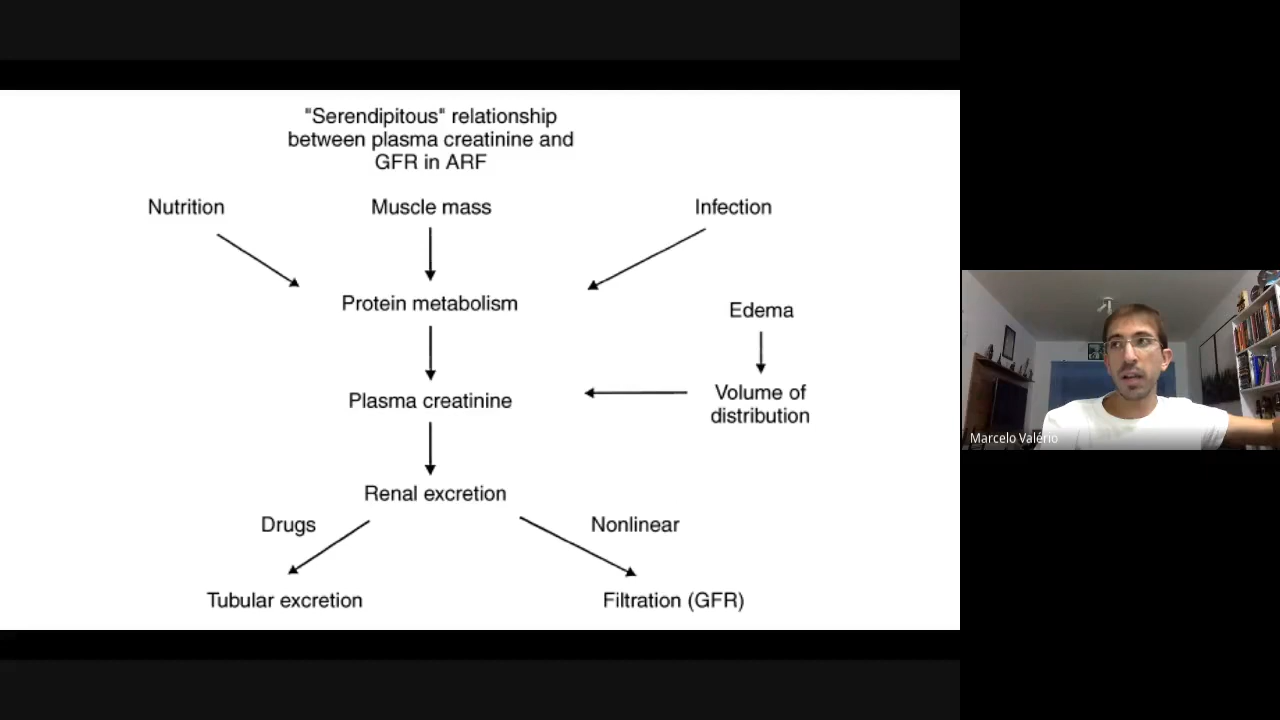 "Serendipitous" relationship
between plasma creatinine and
GFR in ARF
Nutrition
Muscle mass
Infection
Protein metabolism
Edema
Plasma creatinine
Volume of
distribution
Renal excretion
Drugs
Nonlinear
Tubular excretion
Filtration (GFR)
Marcelo Valério